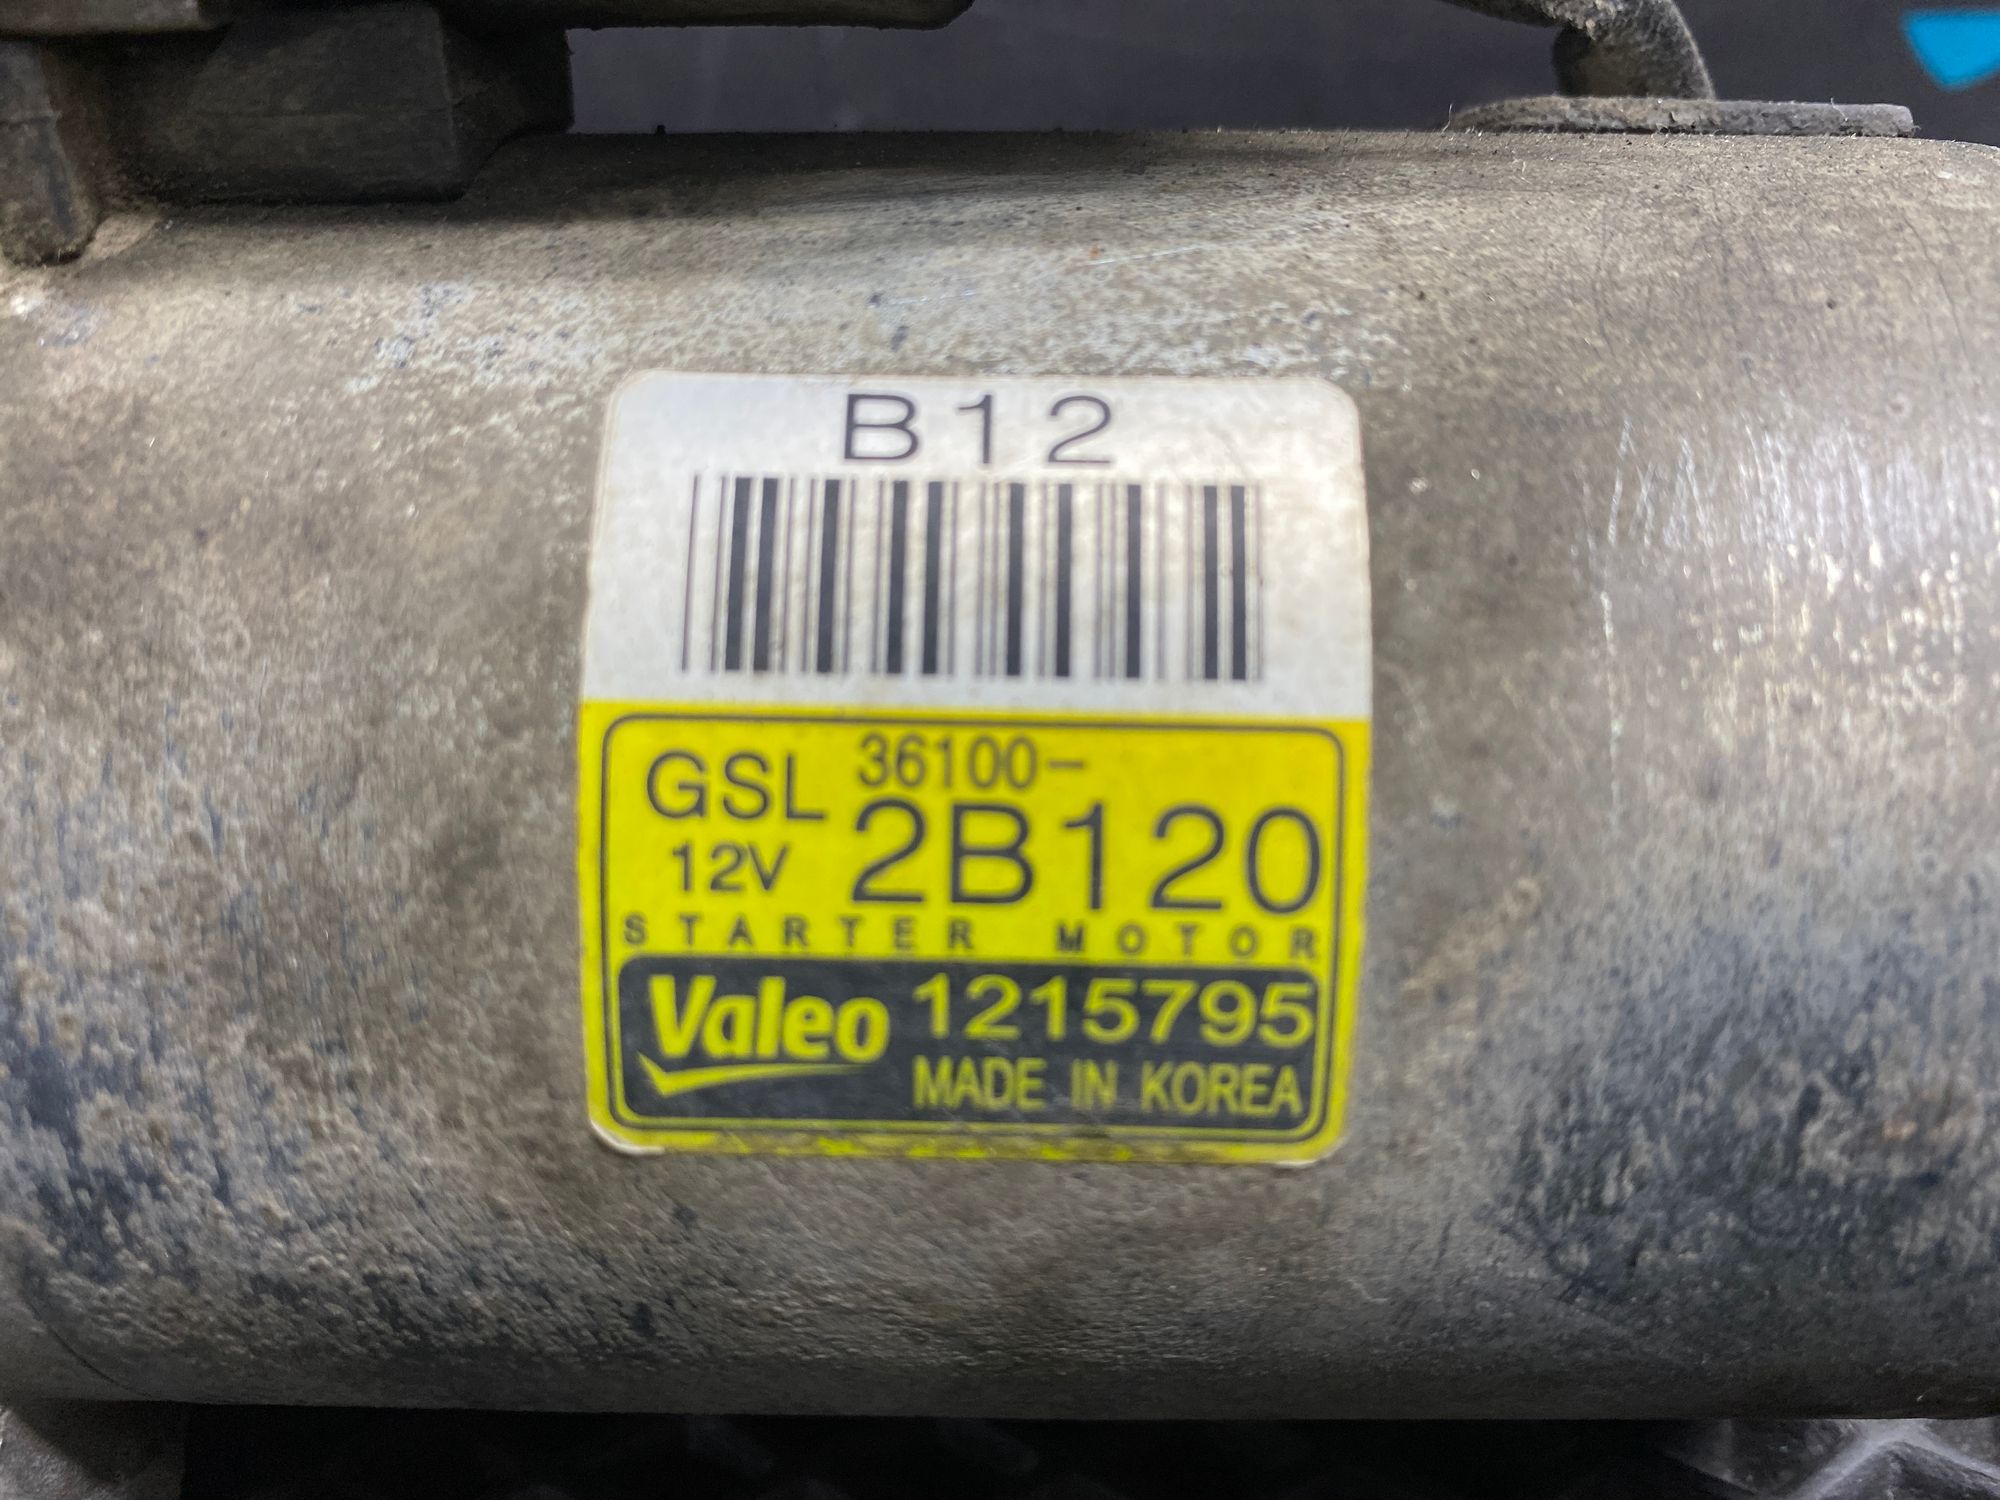 B12
GSL 36100-
12V 2B120
STARTER MOTOR
Valeo 1215795
MADE IN KOREA